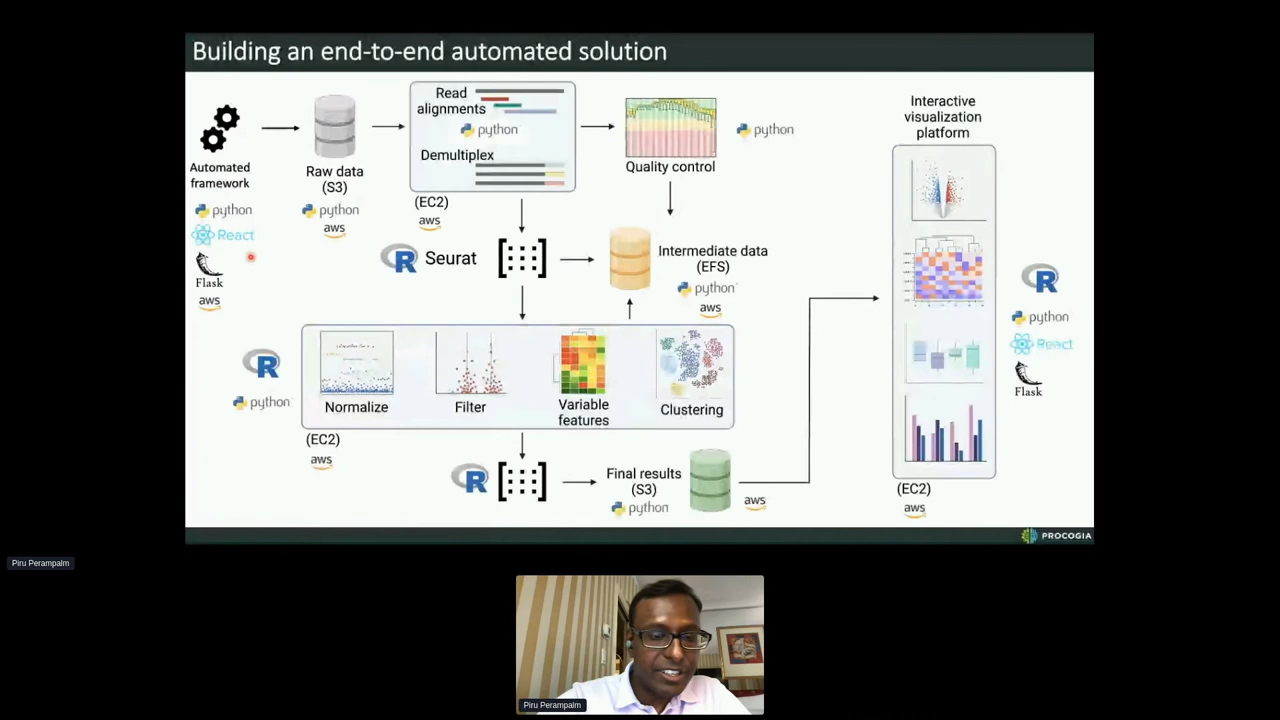 Building an end-to-end automated solution
Automated
framework
python
React
Flask
aws
Raw data
(S3)
python
aws
Read
alignments
python
Demultiplex
(EC2)
aws
Quality control
python
R Seurat
Intermediate data
(EFS)
python
aws
R
python
Normalize
Filter
Variable
features
Clustering
(EC2)
aws
R
Final results
(S3)
python
aws
Interactive
visualization
platform
(EC2)
aws
R
python
React
Flask
PROCOGIA
Piru Perampalm
Piru Perampalm